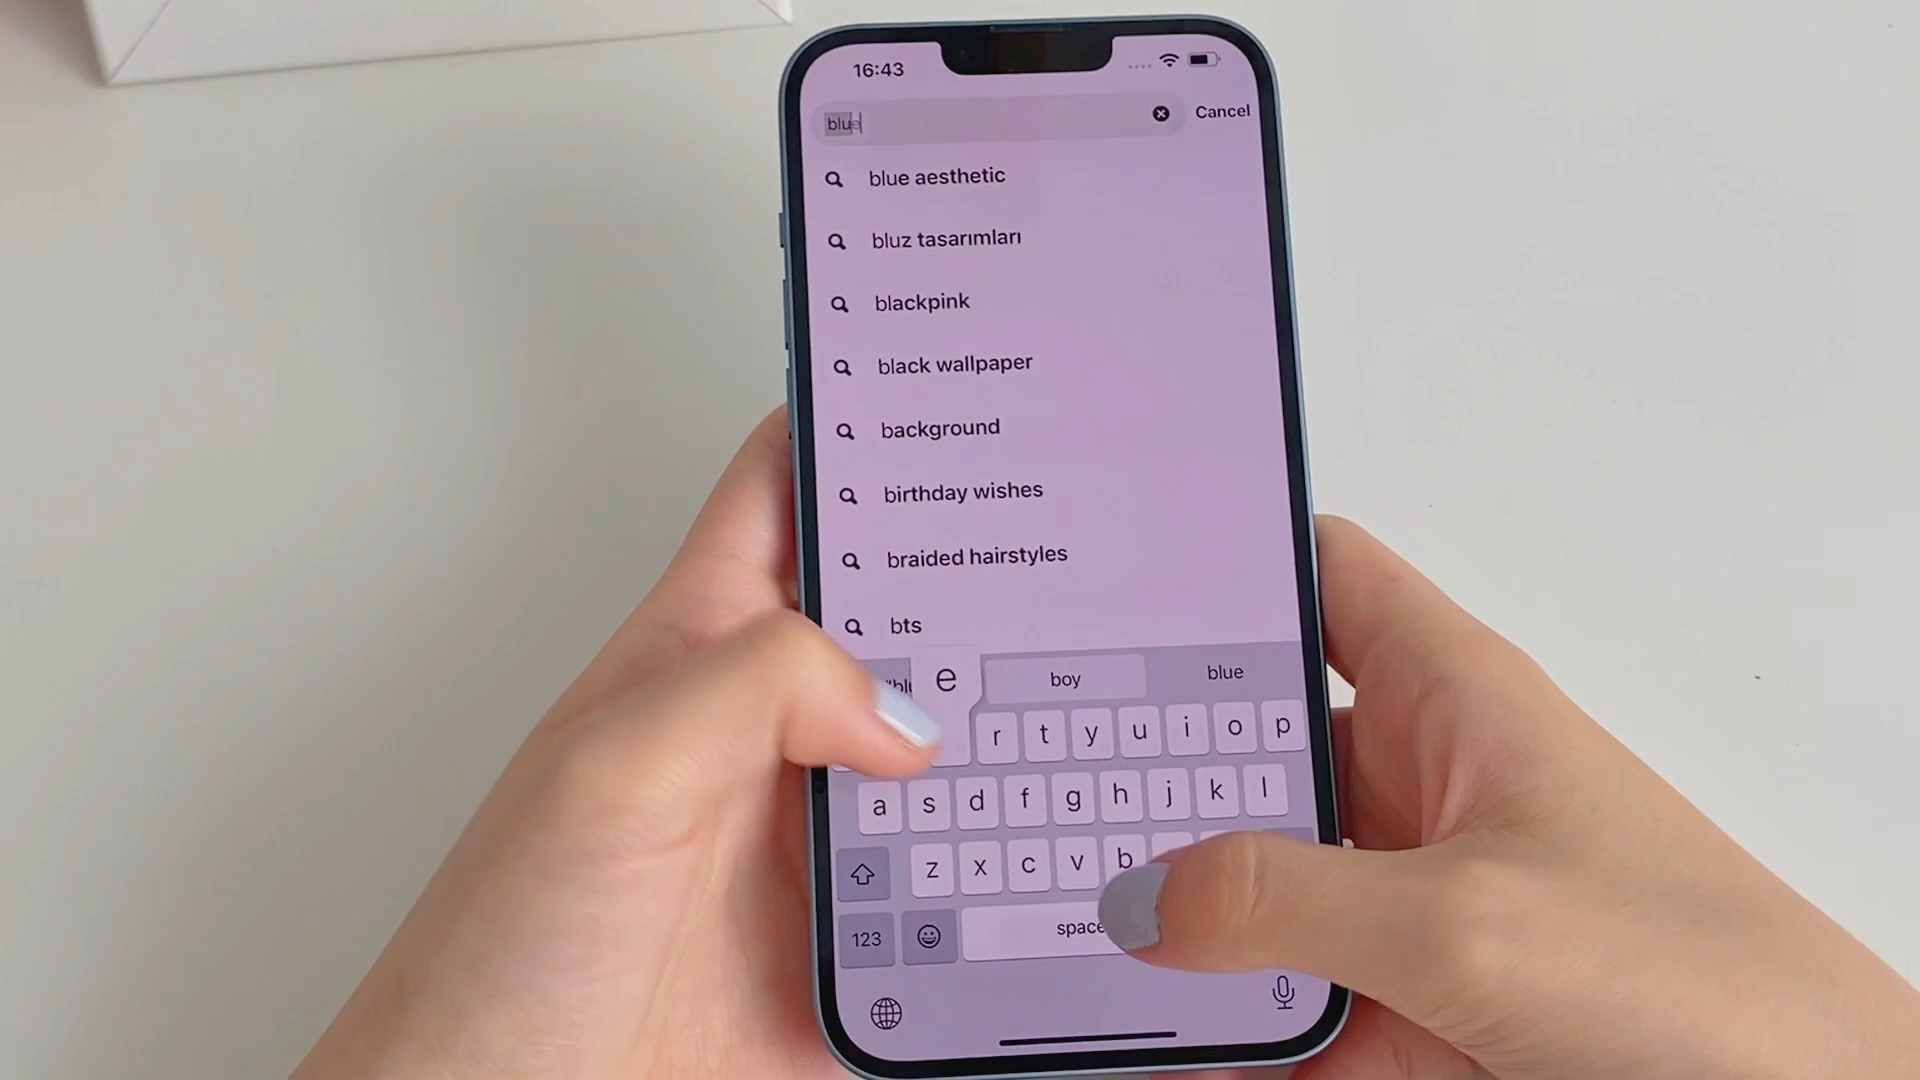 16:43
blue
Cancel
blue aesthetic
bluz tasarımları
blackpink
black wallpaper
background
birthday wishes
braided hairstyles
bts
e
boy
blue
r t y u i o p
a s d f g h j k l
z x c v b
123
space